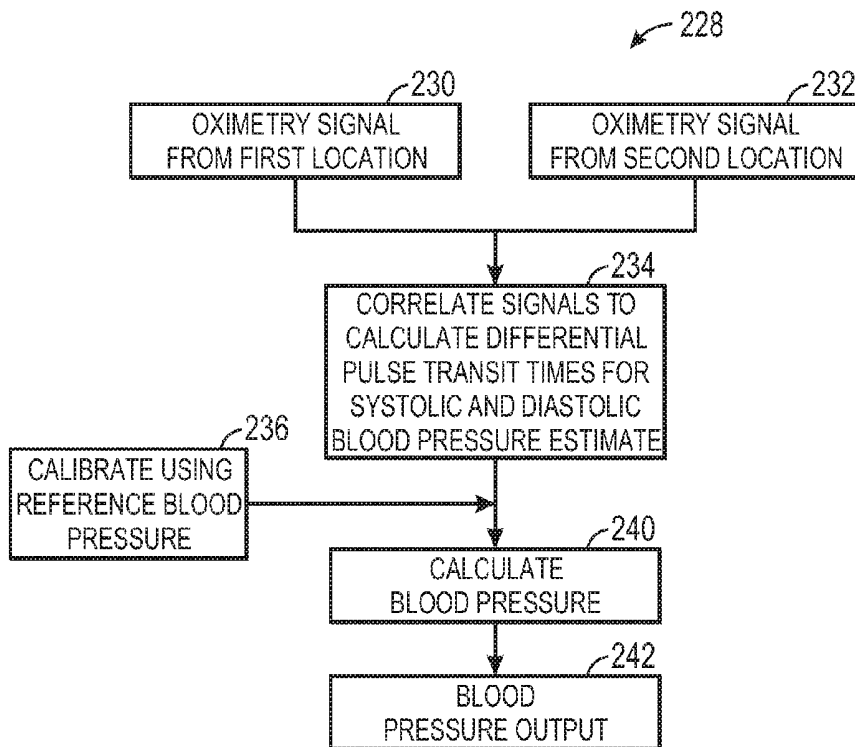 228
230
OXIMETRY SIGNAL
FROM FIRST LOCATION
232
OXIMETRY SIGNAL
FROM SECOND LOCATION
234
CORRELATE SIGNALS TO
CALCULATE DIFFERENTIAL
PULSE TRANSIT TIMES FOR
SYSTOLIC AND DIASTOLIC
BLOOD PRESSURE ESTIMATE
236
CALIBRATE USING
REFERENCE BLOOD
PRESSURE
240
CALCULATE
BLOOD PRESSURE
242
BLOOD
PRESSURE OUTPUT